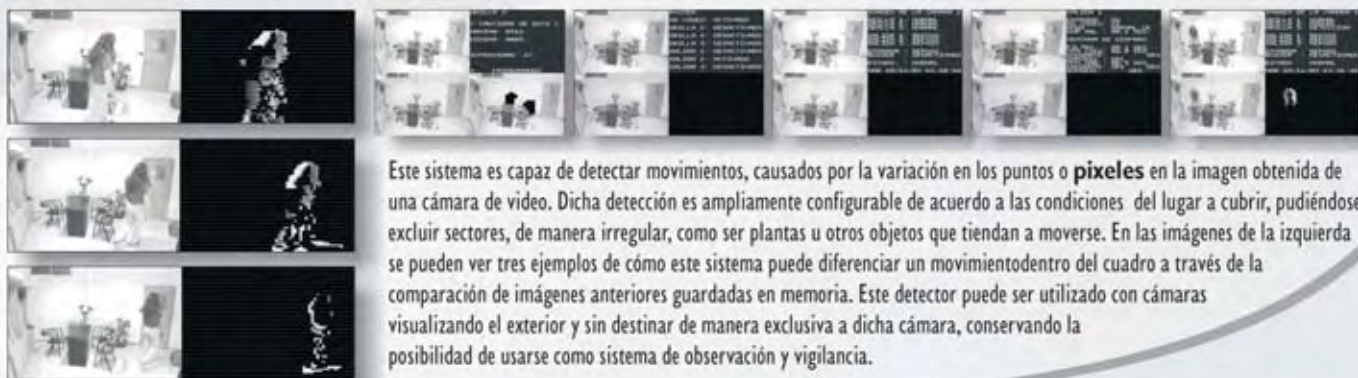 Este sistema es capaz de detectar movimientos, causados por la variación en los puntos o pixeles en la imagen obtenida de
una cámara de video. Dicha detección es ampliamente configurable de acuerdo a las condiciones del lugar a cubrir, pudiéndose
excluir sectores, de manera irregular, como ser plantas u otros objetos que tiendan a moverse. En las imágenes de la izquierda
se pueden ver tres ejemplos de cómo este sistema puede diferenciar un movimientodentro del cuadro a través de la
comparación de imágenes anteriores guardadas en memoria. Este detector puede ser utilizado con cámaras
visualizando el exterior y sin destinar de manera exclusiva a dicha cámara, conservando la
posibilidad de usarse como sistema de observación y vigilancia.